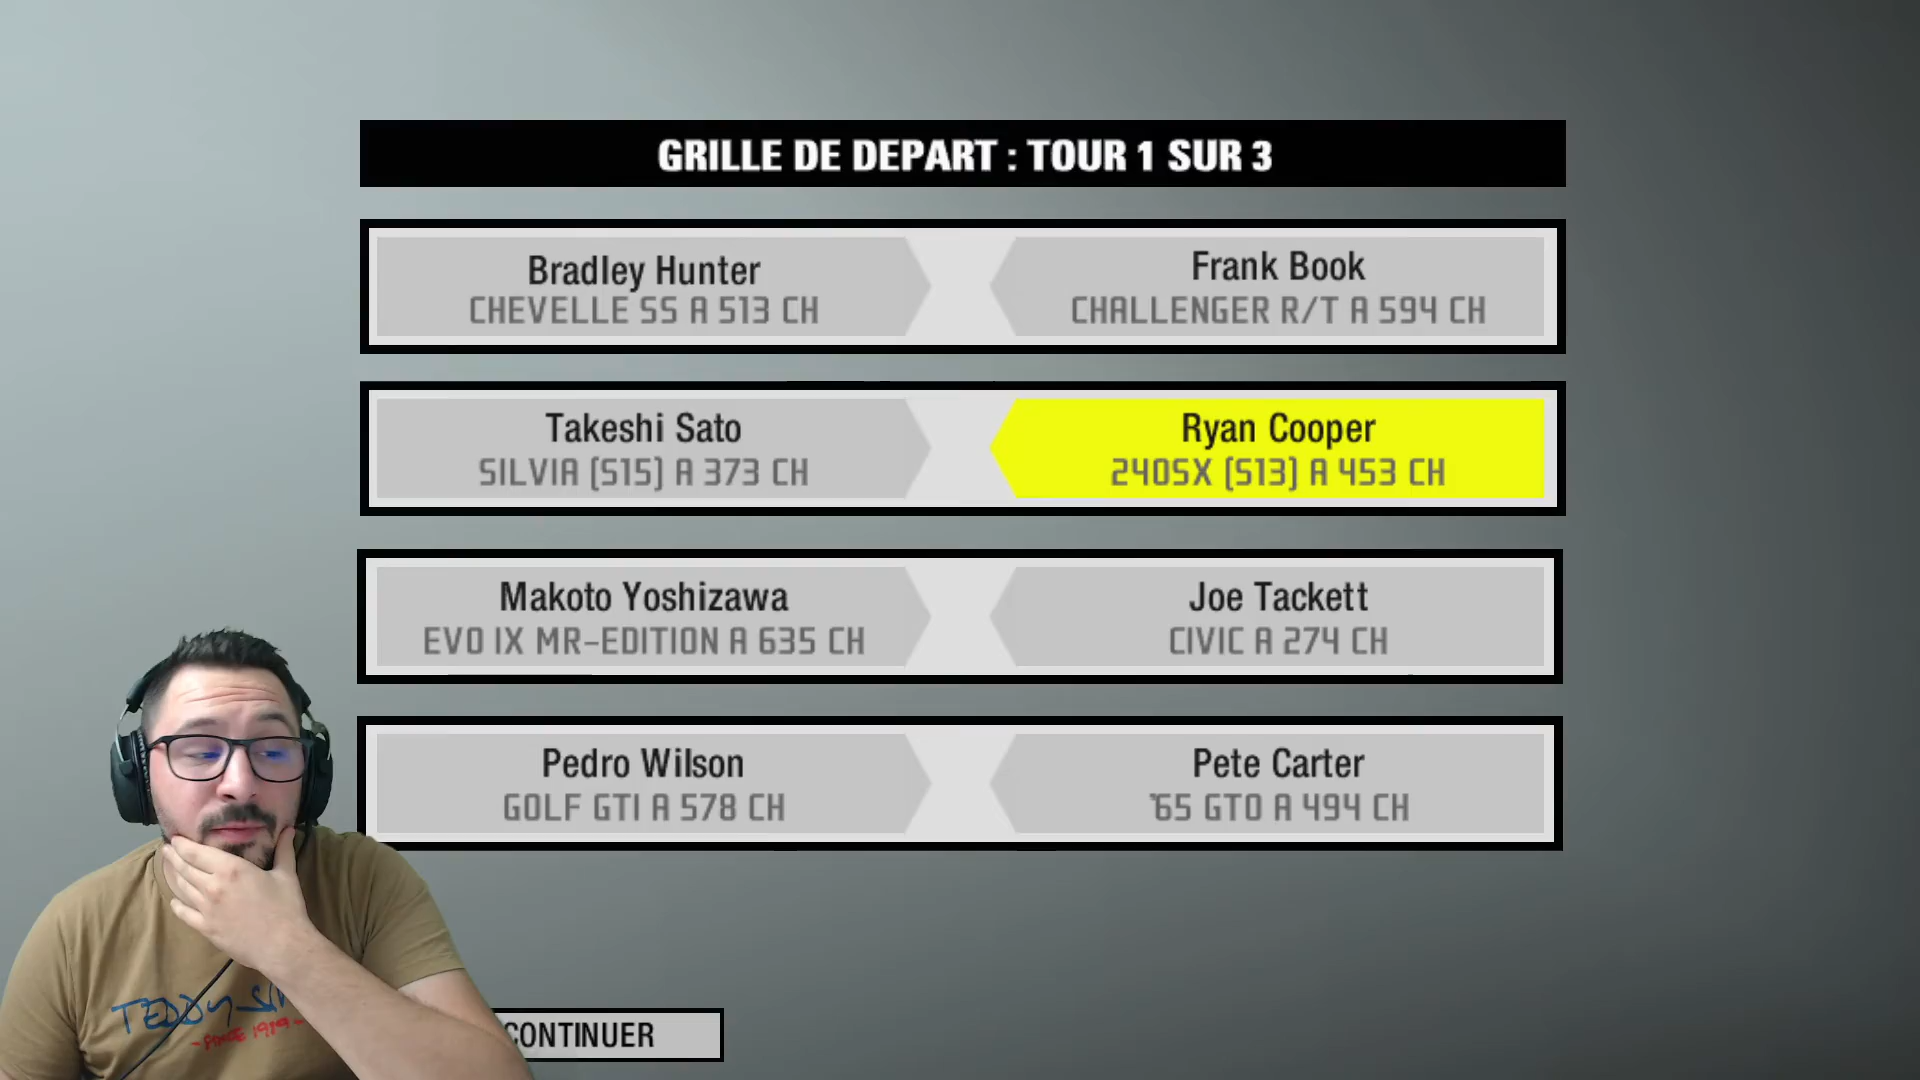 GRILLE DE DEPART : TOUR 1 SUR 3
Bradley Hunter
CHEVELLE SS A 513 CH
Frank Book
CHALLENGER R/T A 594 CH
Takeshi Sato
SILVIA (S15) A 373 CH
Ryan Cooper
240SX (S13) A 453 CH
Makoto Yoshizawa
EVO IX MR-EDITION A 635 CH
Joe Tackett
CIVIC A 274 CH
Pedro Wilson
GOLF GTI A 578 CH
Pete Carter
'65 GTO A 494 CH
CONTINUER
- SINCE 1989 -